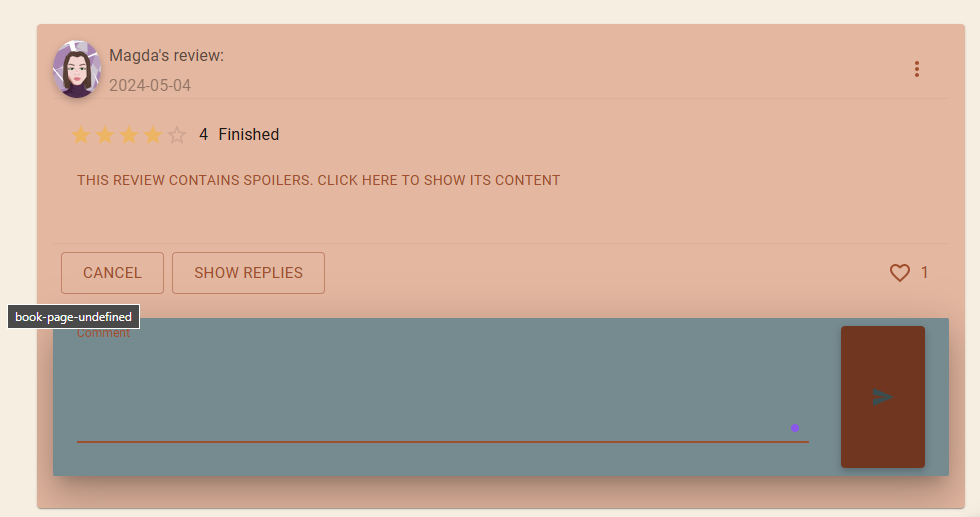 Magda's review:
2024-05-04
4 Finished
THIS REVIEW CONTAINS SPOILERS. CLICK HERE TO SHOW ITS CONTENT
CANCEL SHOW REPLIES 1
book-page-undefined
Comment